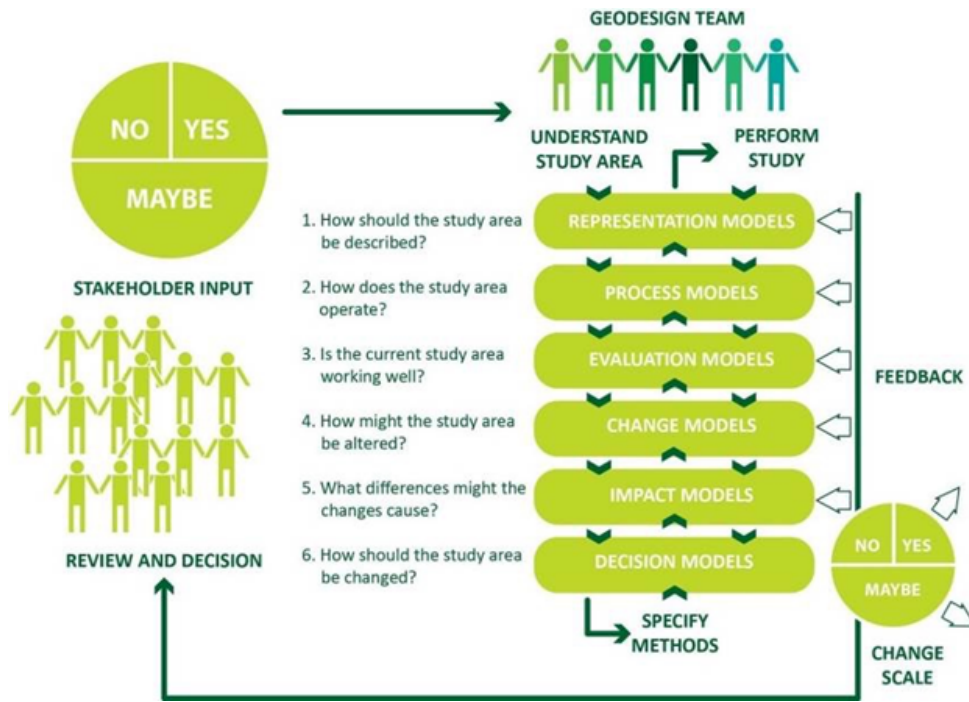 GEODESIGN TEAM
NO
YES
MAYBE
STAKEHOLDER INPUT
REVIEW AND DECISION
UNDERSTAND
STUDY AREA
PERFORM
STUDY
1. How should the study area
be described?
REPRESENTATION MODELS
2. How does the study area
operate?
PROCESS MODELS
3. Is the current study area
working well?
EVALUATION MODELS
4. How might the study area
be altered?
CHANGE MODELS
5. What differences might the
changes cause?
IMPACT MODELS
6. How should the study area
be changed?
DECISION MODELS
SPECIFY
METHODS
FEEDBACK
NO
YES
MAYBE
CHANGE
SCALE